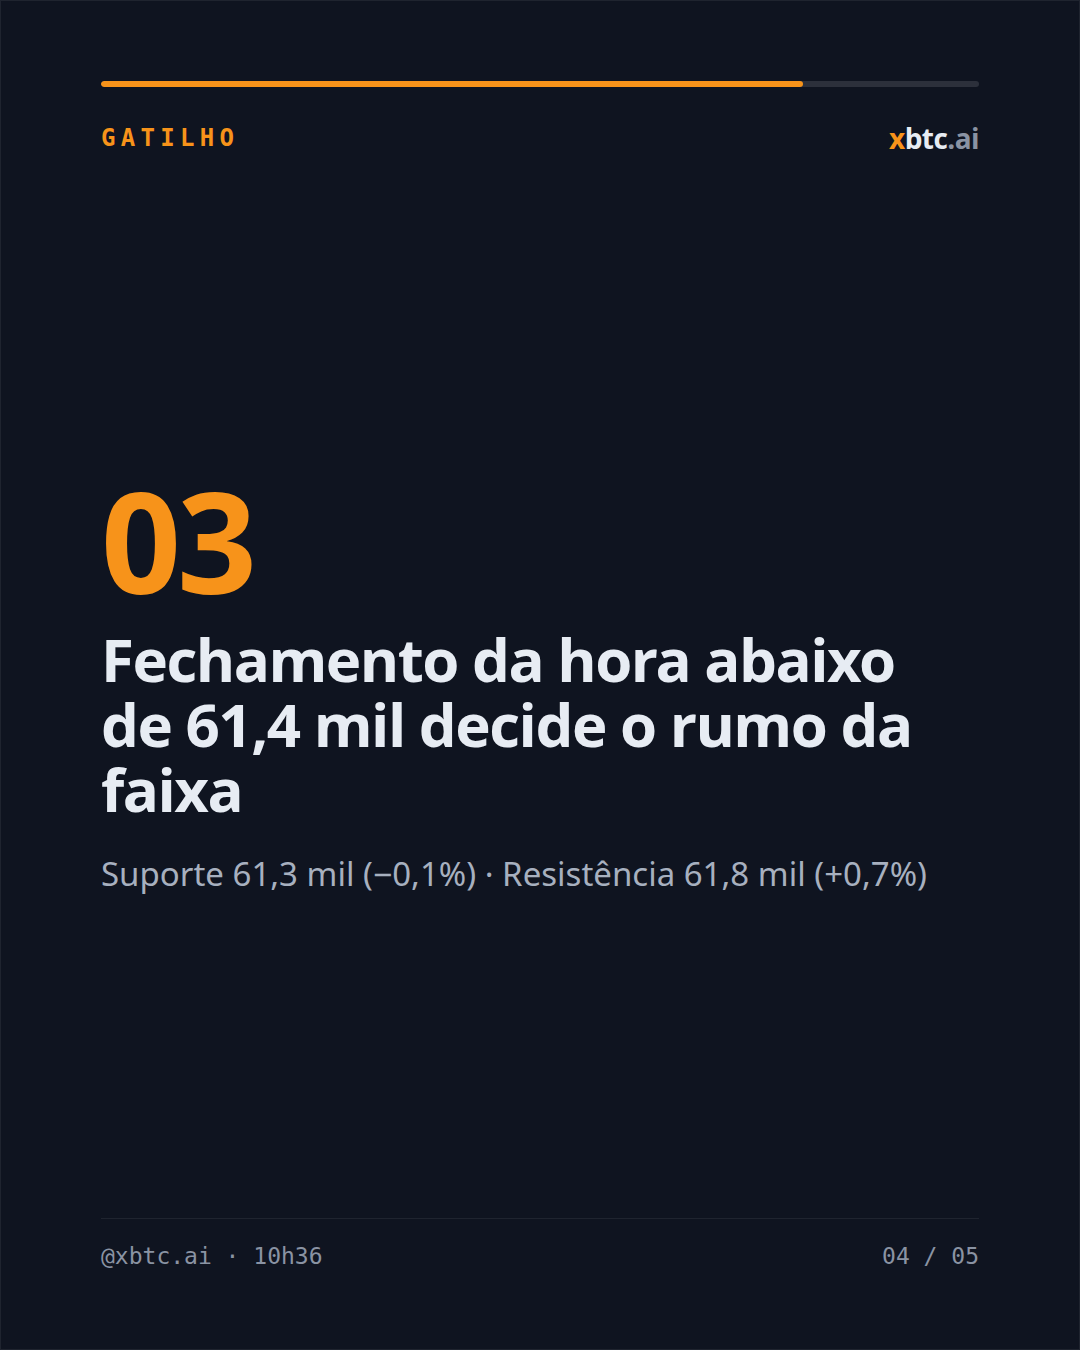 GATILHO
xbtc.ai
03
Fechamento da hora abaixo
de 61,4 mil decide o rumo da
faixa
Suporte 61,3 mil (−0,1%) · Resistência 61,8 mil (+0,7%)
@xbtc.ai · 10h36
04 / 05